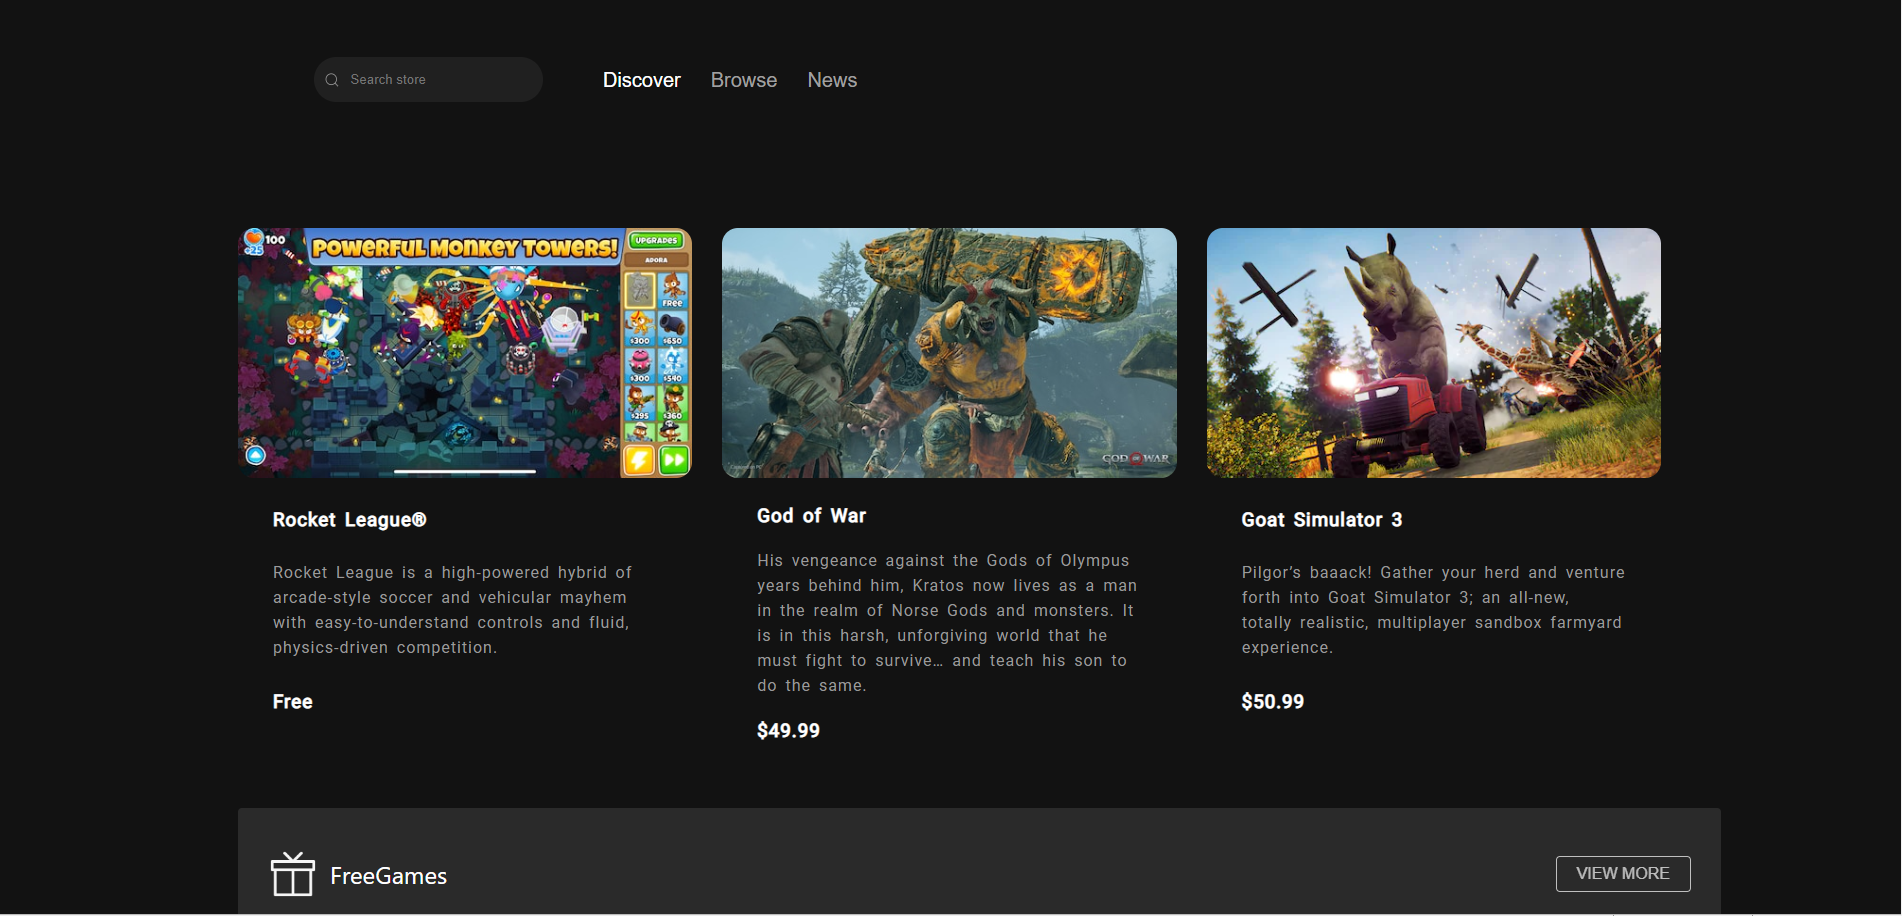 Search store
Discover Browse News
100
25
POWERFUL MONKEY TOWERS!
UPGRADES
ADORA
FREE
$300 $650
$300 $540
$295 $360
GOD OF WAR
Rocket League®
Rocket League is a high-powered hybrid of
arcade-style soccer and vehicular mayhem
with easy-to-understand controls and fluid,
physics-driven competition.
Free
God of War
His vengeance against the Gods of Olympus
years behind him, Kratos now lives as a man
in the realm of Norse Gods and monsters. It
is in this harsh, unforgiving world that he
must fight to survive… and teach his son to
do the same.
$49.99
Goat Simulator 3
Pilgor’s baaack! Gather your herd and venture
forth into Goat Simulator 3; an all-new,
totally realistic, multiplayer sandbox farmyard
experience.
$50.99
FreeGames
VIEW MORE